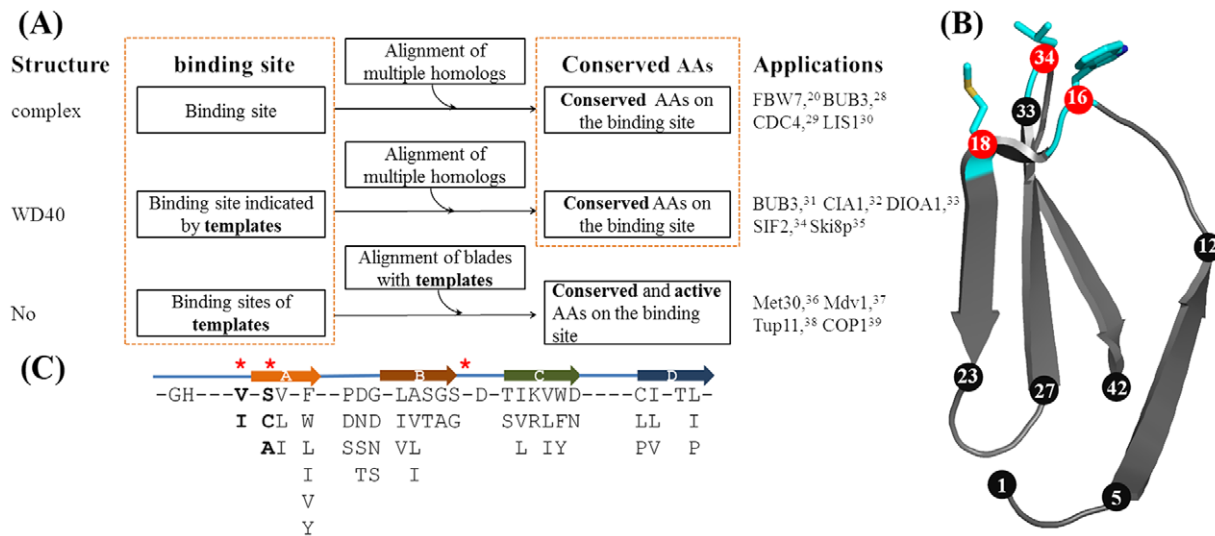 (A)
Structure
binding site
Alignment of
multiple homologs
Conserved AAs
Applications
complex
Binding site
Conserved AAs on
the binding site
FBW7,20 BUB3,28
CDC4,29 LIS130
WD40
Binding site indicated
by templates
Alignment of
multiple homologs
Conserved AAs on
the binding site
BUB3,31 CIA1,32 DIOA1,33
SIF2,34 Ski8p35
No
Binding sites of
templates
Alignment of blades
with templates
Conserved and active
AAs on the binding
site
Met30,36 Mdv1,37
Tup11,38 COP139
(B)
34
16
33
18
12
23
27
42
1
5
(C)
* * *
A B C D
-GH---V-SV-F--PDG-LASGS-D-TIKVWD----CI-TL-
I CL W DND IVTAG SVRLFN LL I
AI L SSN VL L IY PV P
I TS I
V
Y